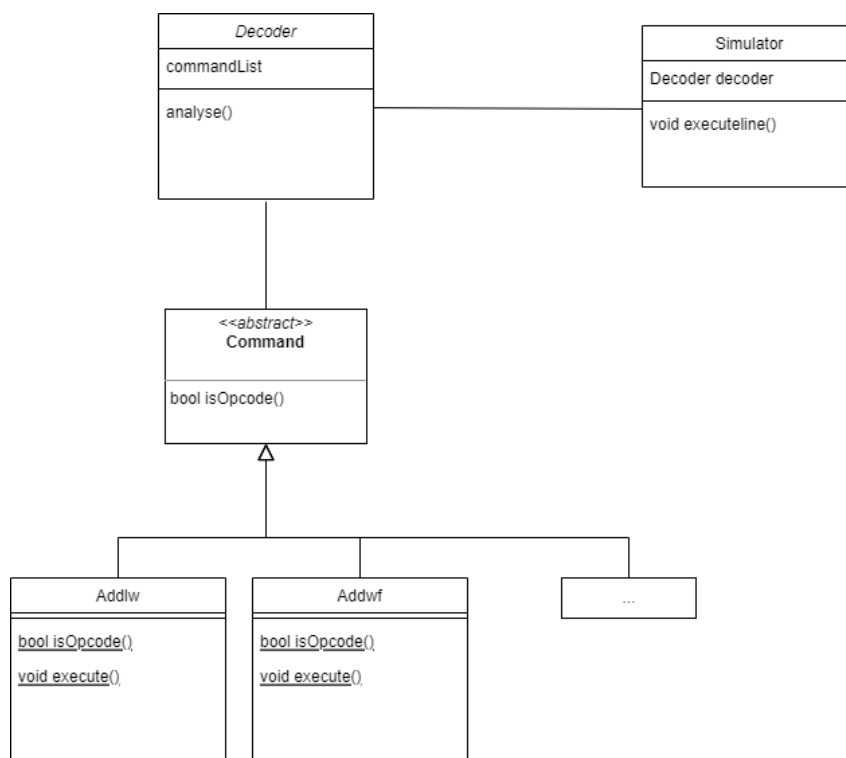 Decoder
commandList
analyse()
Simulator
Decoder decoder
void executeline()
<<abstract>>
Command
bool isOpcode()
Addlw
bool isOpcode()
void execute()
Addwf
bool isOpcode()
void execute()
...